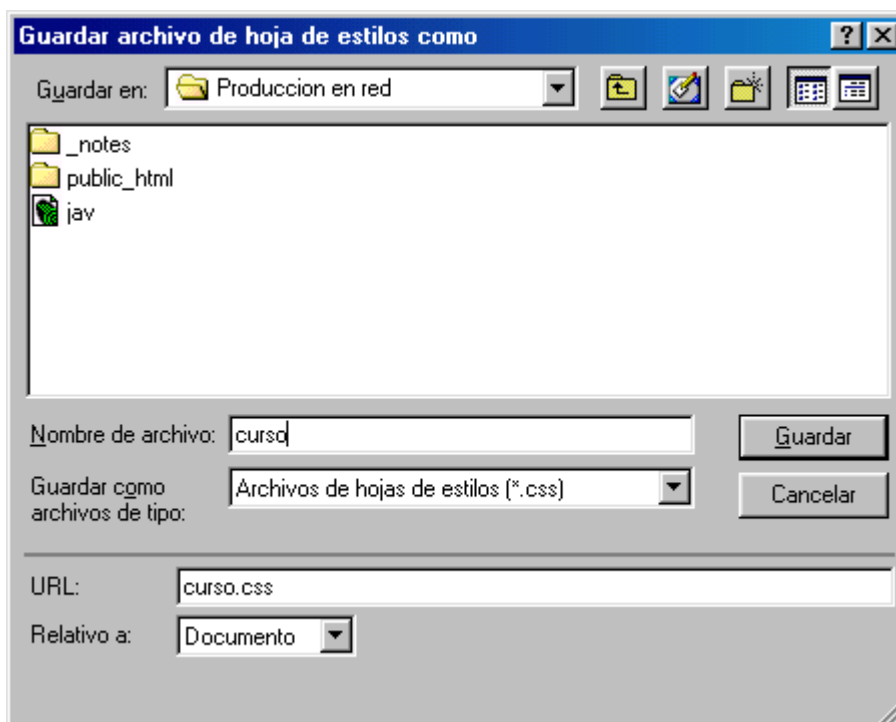 Guardar archivo de hoja de estilos como
Guardar en: Produccion en red
_notes
public_html
jav
Nombre de archivo: curso Guardar
Guardar como
archivos de tipo: Archivos de hojas de estilos (*.css) Cancelar
URL: curso.css
Relativo a: Documento